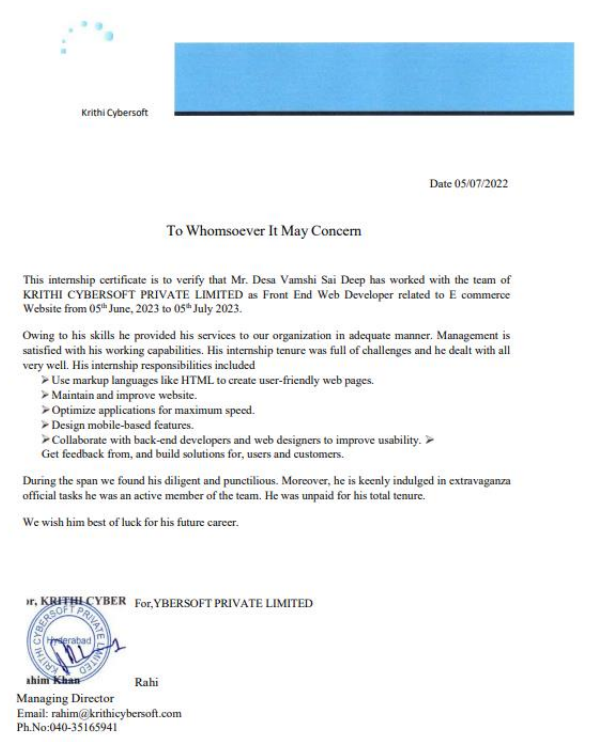 Krithi Cybersoft
Date 05/07/2022
To Whomsoever It May Concern
This internship certificate is to verify that Mr. Desa Vamshi Sai Deep has worked with the team of
KRITHI CYBERSOFT PRIVATE LIMITED as Front End Web Developer related to E commerce
Website from 05th June, 2023 to 05th July 2023.
Owing to his skills he provided his services to our organization in adequate manner. Management is
satisfied with his working capabilities. His internship tenure was full of challenges and he dealt with all
very well. His internship responsibilities included
➢ Use markup languages like HTML to create user-friendly web pages.
➢ Maintain and improve website.
➢ Optimize applications for maximum speed.
➢ Design mobile-based features.
➢ Collaborate with back-end developers and web designers to improve usability. ➢
Get feedback from, and build solutions for, users and customers.
During the span we found his diligent and punctilious. Moreover, he is keenly indulged in extravaganza
official tasks he was an active member of the team. He was unpaid for his total tenure.
We wish him best of luck for his future career.
r, KRITHI CYBER For,YBERSOFT PRIVATE LIMITED
KRITHI CYBERSOFT PRIVATE LIMITED
Hyderabad
ahim Khan Rahi
Managing Director
Email: rahim@krithicybersoft.com
Ph.No:040-35165941